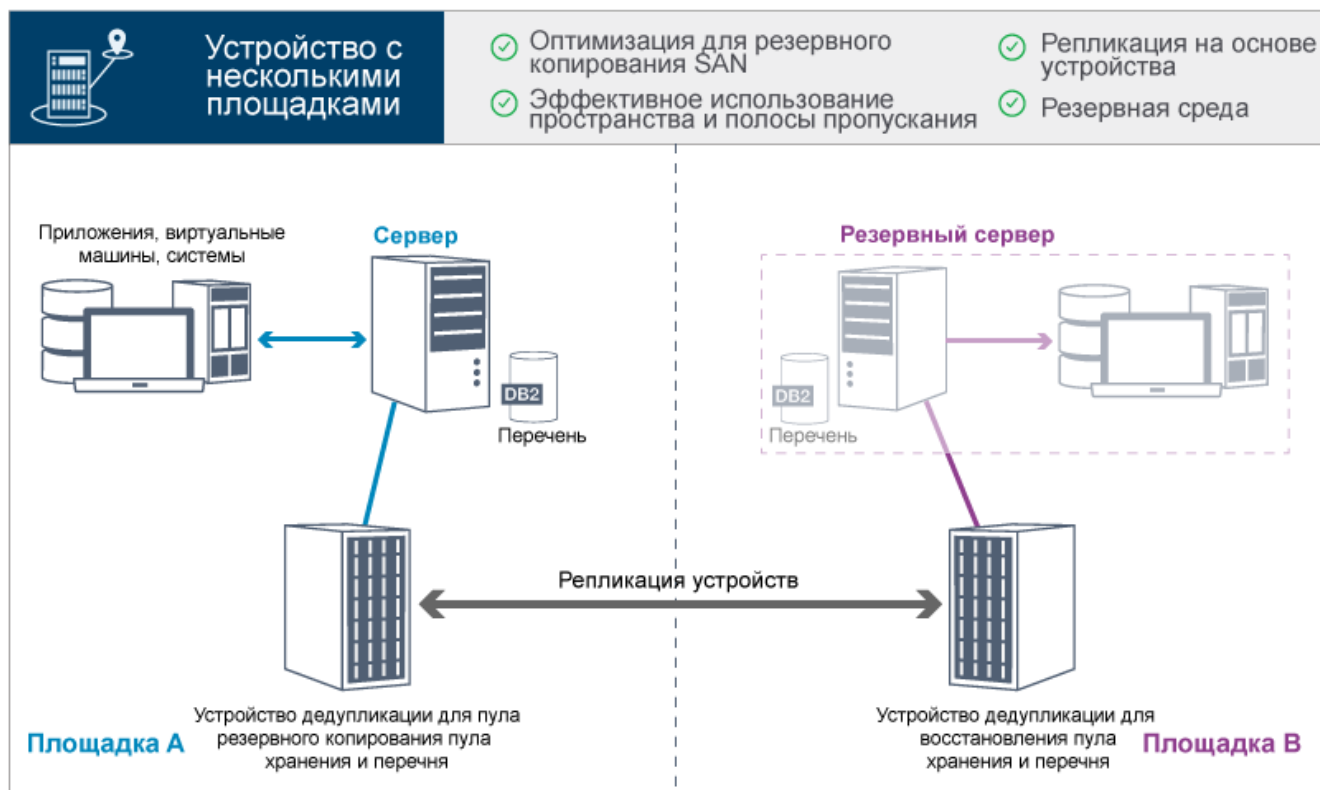 Устройство с
несколькими
площадками
Оптимизация для резервного
копирования SAN
Эффективное использование
пространства и полосы пропускания
Репликация на основе
устройства
Резервная среда
Приложения, виртуальные
машины, системы
Сервер
DB2
Перечень
Резервный сервер
DB2
Перечень
Репликация устройств
Устройство дедупликации для пула
резервного копирования пула
хранения и перечня
Площадка A
Устройство дедупликации для
восстановления пула
хранения и перечня
Площадка B